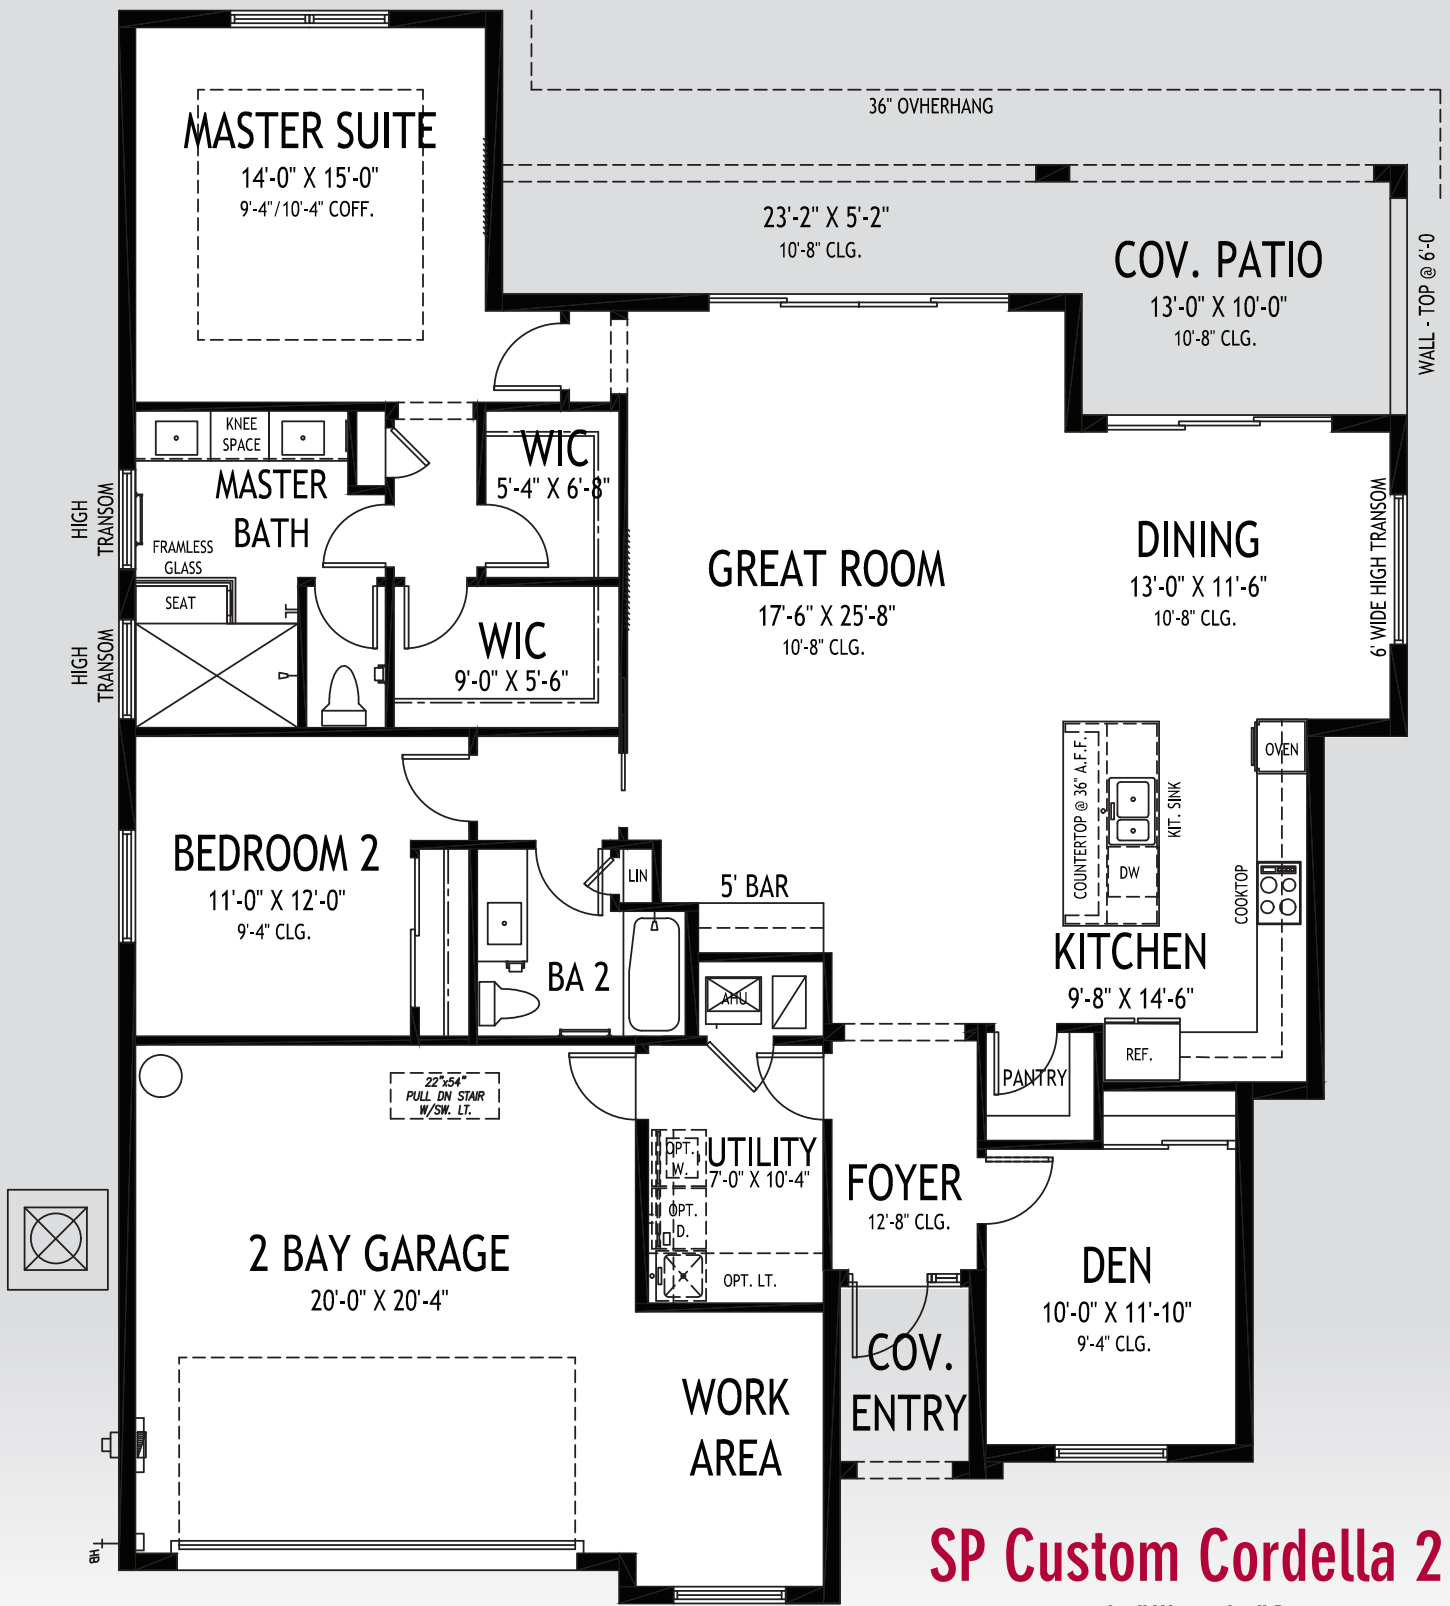 36" OVHERHANG
MASTER SUITE
14'-0" X 15'-0"
9'-4"/10'-4" COFF.
23'-2" X 5'-2"
10'-8" CLG.
COV. PATIO
13'-0" X 10'-0"
10'-8" CLG.
WALL - TOP @ 6'-0
KNEE
SPACE
MASTER
BATH
WIC
5'-4" X 6'-8"
HIGH
TRANSOM
FRAMLESS
GLASS
SEAT
HIGH
TRANSOM
WIC
9'-0" X 5'-6"
GREAT ROOM
17'-6" X 25'-8"
10'-8" CLG.
DINING
13'-0" X 11'-6"
10'-8" CLG.
6' WIDE HIGH TRANSOM
OVEN
COUNTERTOP @ 36" A.F.F.
KIT. SINK
DW
COOKTOP
KITCHEN
9'-8" X 14'-6"
REF.
PANTRY
BEDROOM 2
11'-0" X 12'-0"
9'-4" CLG.
LIN
5' BAR
BA 2
AHU
22"x54"
PULL DN STAIR
W/SW. LT.
OPT.
W.
UTILITY
7'-0" X 10'-4"
OPT.
D.
OPT. LT.
FOYER
12'-8" CLG.
2 BAY GARAGE
20'-0" X 20'-4"
DEN
10'-0" X 11'-10"
9'-4" CLG.
COV.
ENTRY
WORK
AREA
HB
SP Custom Cordella 2